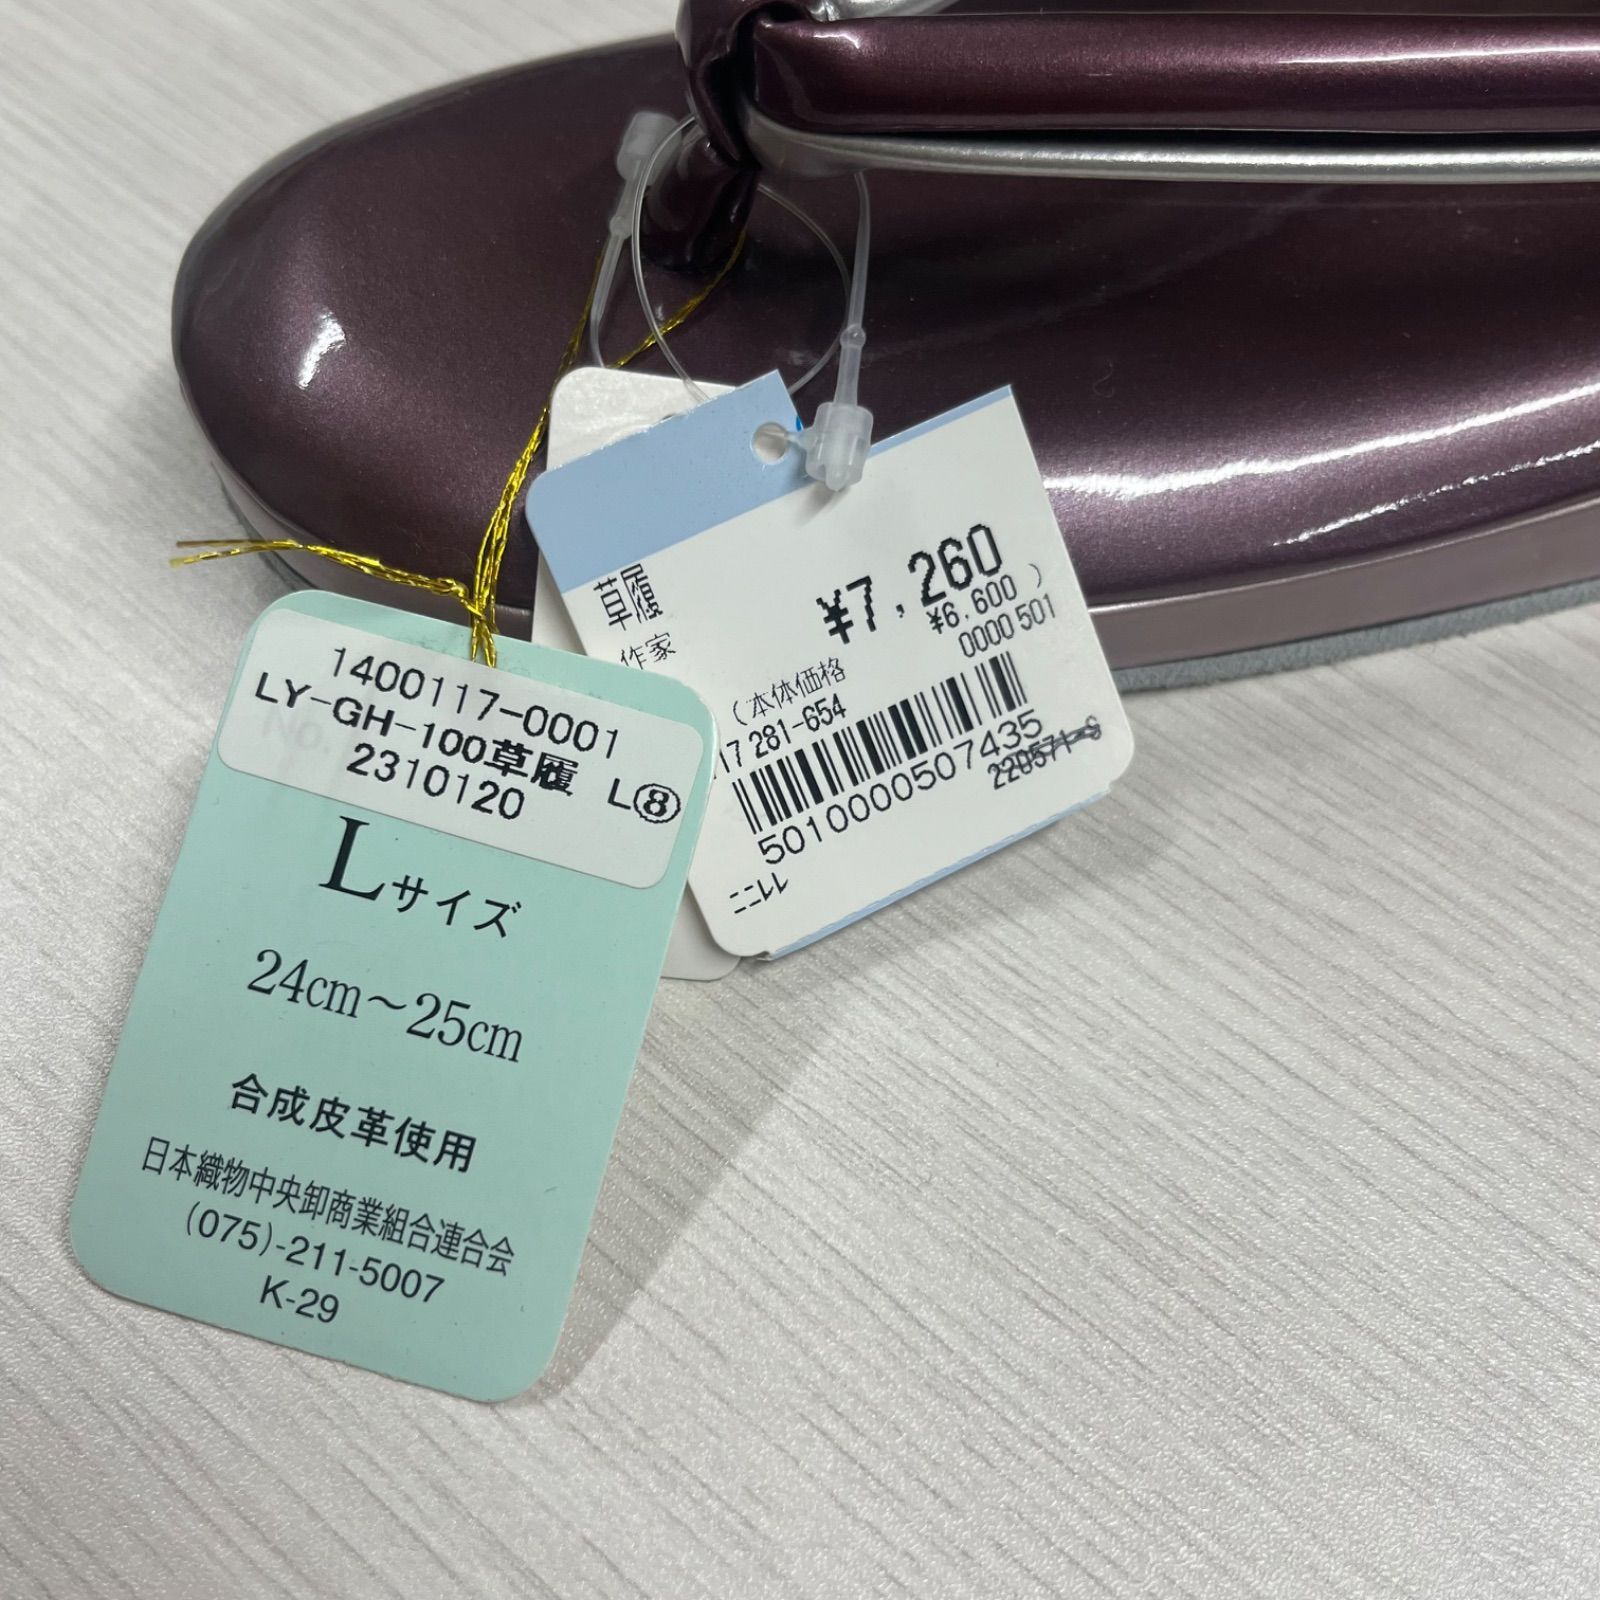 1400117-0001
LY-GH-100草履 L⑧
2310120
Lサイズ
24cm～25cm
合成皮革使用
日本織物中央卸商業組合連合会
(075)-211-5007
K-29
草履
作家
¥7,260
(本体価格 ¥6,600)
17 281-654 0000 501
501000050743​5
220571-S
ニニレレ